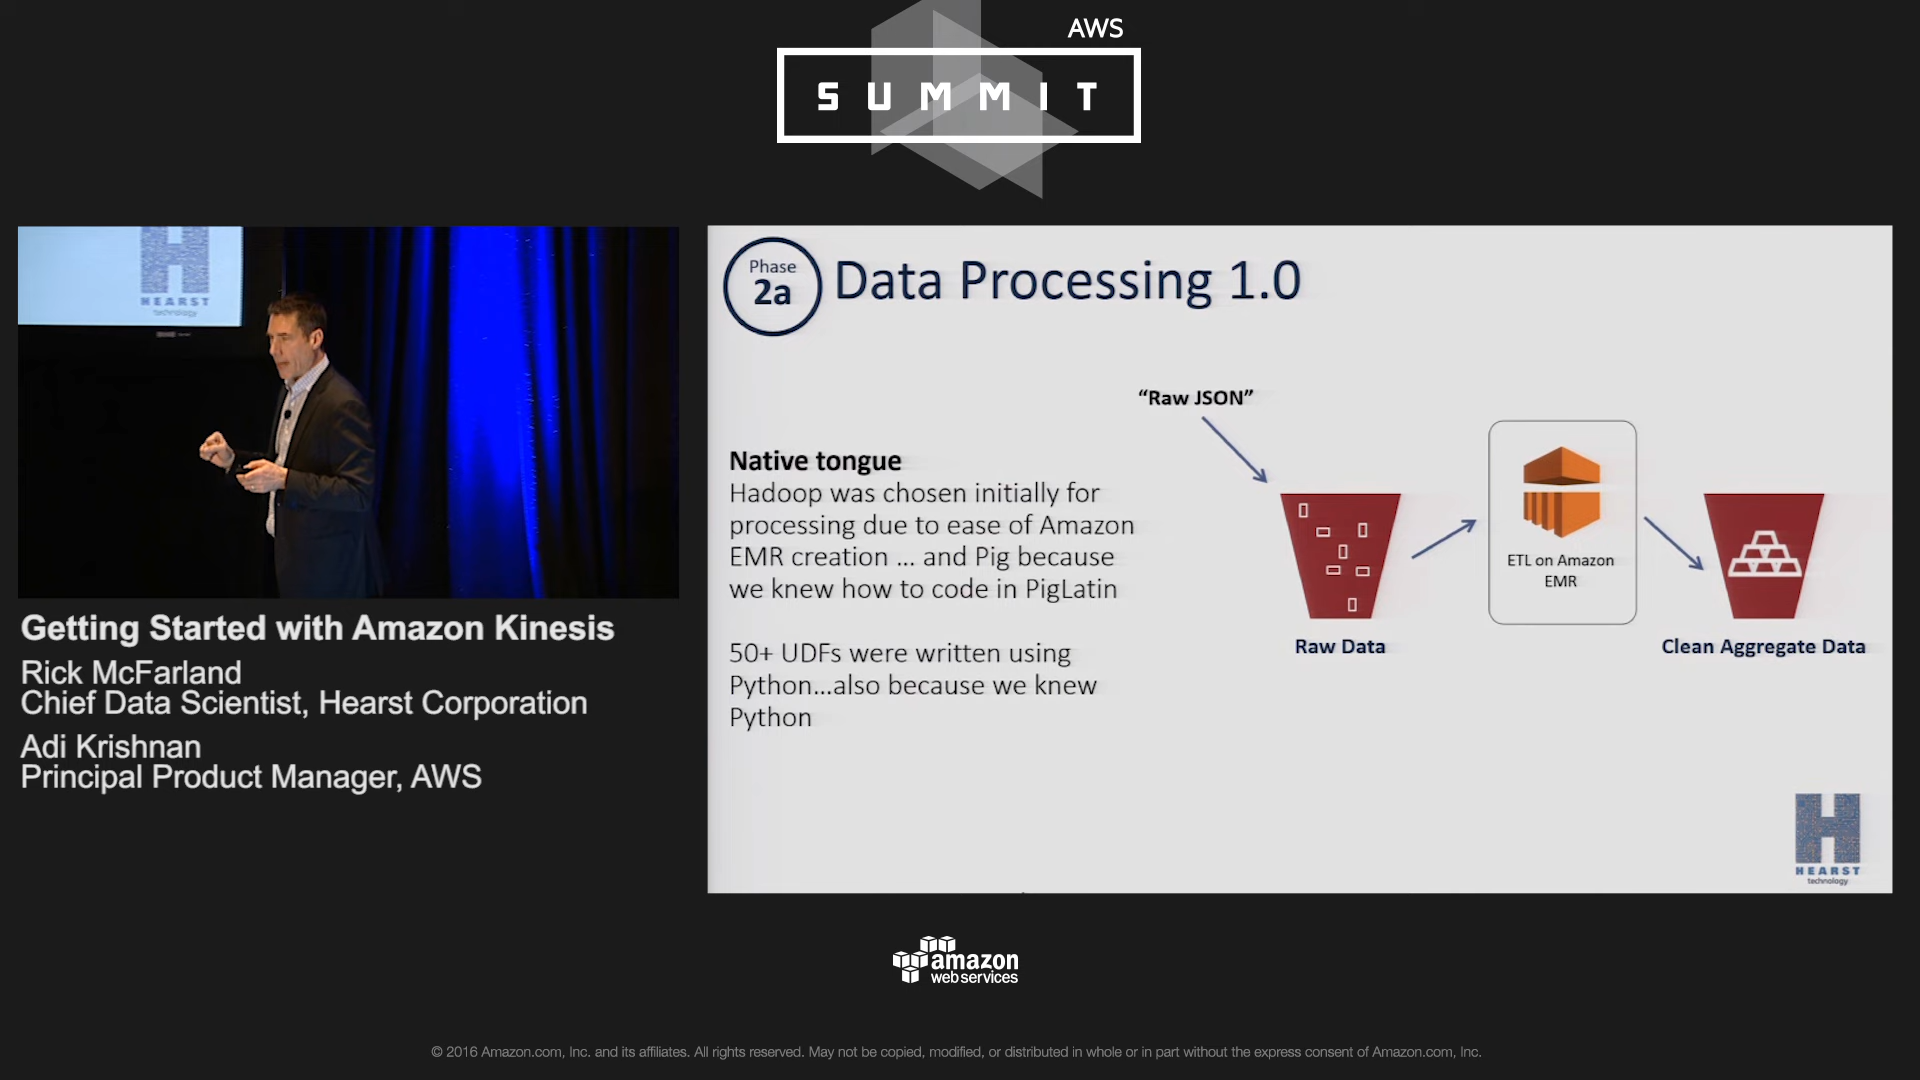 AWS
SUMMIT
HEARST
technology
Getting Started with Amazon Kinesis
Rick McFarland
Chief Data Scientist, Hearst Corporation
Adi Krishnan
Principal Product Manager, AWS
Phase
2a
Data Processing 1.0
“Raw JSON”
Native tongue
Hadoop was chosen initially for
processing due to ease of Amazon
EMR creation ... and Pig because
we knew how to code in PigLatin
50+ UDFs were written using
Python...also because we knew
Python
ETL on Amazon
EMR
Raw Data
Clean Aggregate Data
HEARST
technology
amazon
web services
© 2016 Amazon.com, Inc. and its affiliates. All rights reserved. May not be copied, modified, or distributed in whole or in part without the express consent of Amazon.com, Inc.